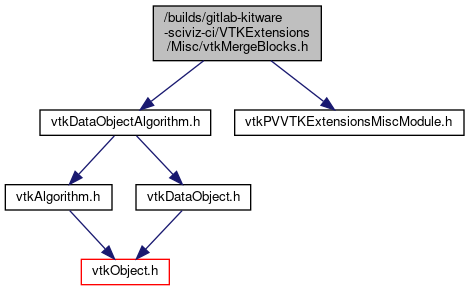 /builds/gitlab-kitware
-sciviz-ci/VTKExtensions
/Misc/vtkMergeBlocks.h
vtkDataObjectAlgorithm.h
vtkPVVTKExtensionsMiscModule.h
vtkAlgorithm.h
vtkDataObject.h
vtkObject.h